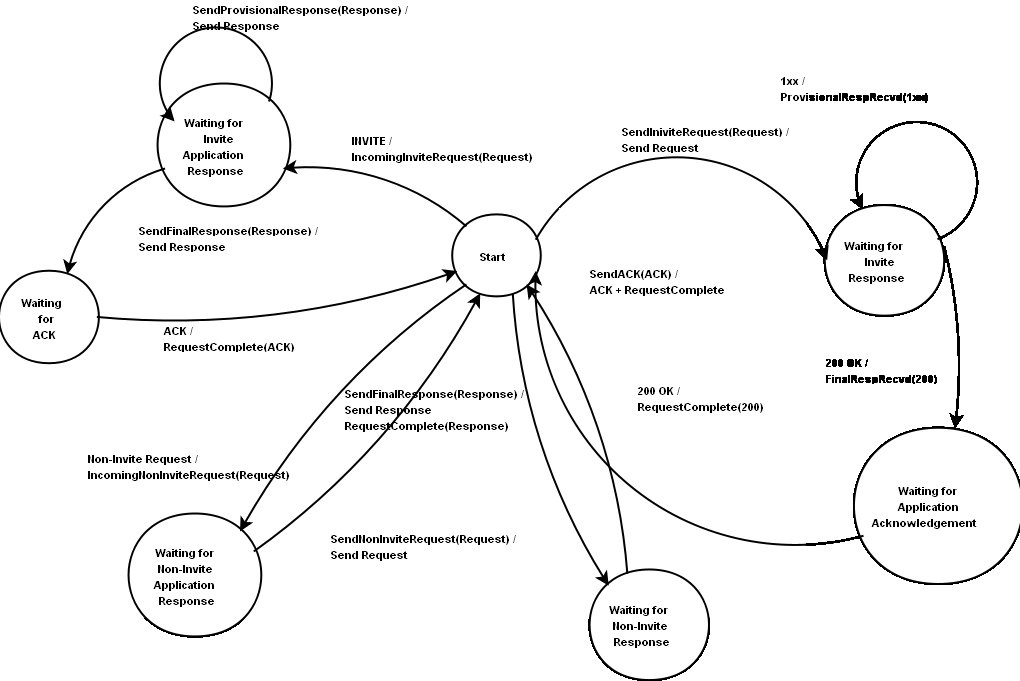 SendProvisionalResponse(Response) /
Send Response
1xx /
ProvisionalRespRecvd(1xx)
Waiting for
Invite
Application
Response
INVITE /
IncomingInviteRequest(Request)
SendIniviteRequest(Request) /
Send Request
SendFinalResponse(Response) /
Send Response
Start
Waiting for
Invite
Response
SendACK(ACK) /
ACK + RequestComplete
Waiting
for
ACK
ACK /
RequestComplete(ACK)
200 OK /
FinalRespRecvd(200)
SendFinalResponse(Response) /
Send Response
RequestComplete(Response)
200 OK /
RequestComplete(200)
Non-Invite Request /
IncomingNonInviteRequest(Request)
Waiting for
Application
Acknowledgement
SendNonInviteRequest(Request) /
Send Request
Waiting for
Non-Invite
Application
Response
Waiting for
Non-Invite
Response